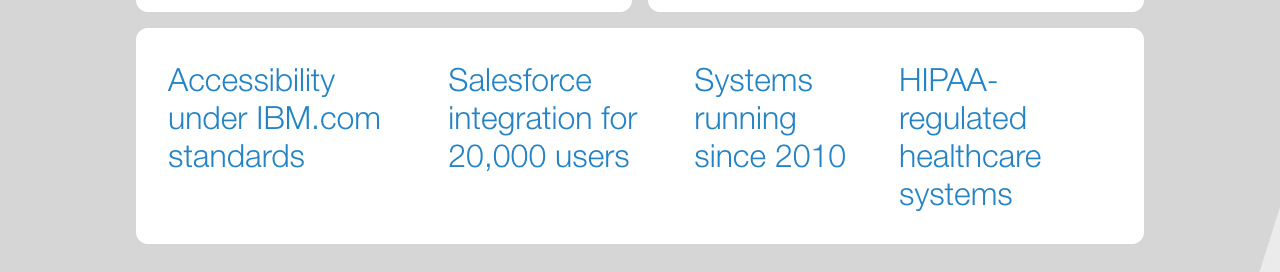 Accessibility
under IBM.com
standards
Salesforce
integration for
20,000 users
Systems
running
since 2010
HIPAA-
regulated
healthcare
systems